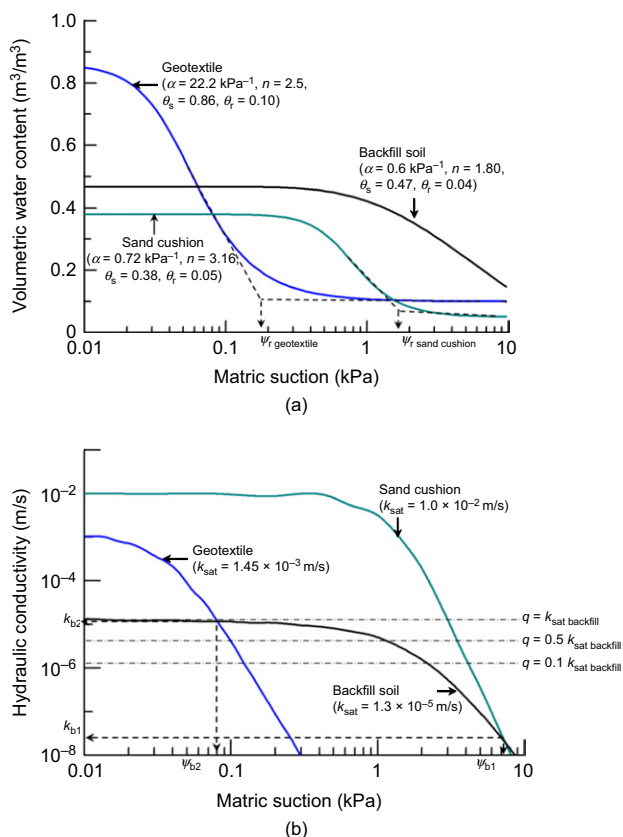 Volumetric water content (m³/m³)
1.0
0.8
0.6
0.4
0.2
0
Geotextile
(α = 22.2 kPa⁻¹, n = 2.5,
θs = 0.86, θr = 0.10)
Backfill soil
(α = 0.6 kPa⁻¹, n = 1.80,
θs = 0.47, θr = 0.04)
Sand cushion
(α = 0.72 kPa⁻¹, n = 3.16,
θs = 0.38, θr = 0.05)
0.01
0.1
1
10
ψr geotextile
ψr sand cushion
Matric suction (kPa)
(a)
Hydraulic conductivity (m/s)
10⁻²
10⁻⁴
kb2
10⁻⁶
kb1
10⁻⁸
Sand cushion
(ksat = 1.0 × 10⁻² m/s)
Geotextile
(ksat = 1.45 × 10⁻³ m/s)
q = ksat backfill
q = 0.5 ksat backfill
q = 0.1 ksat backfill
Backfill soil
(ksat = 1.3 × 10⁻⁵ m/s)
0.01
ψb2
0.1
1
ψb1
10
Matric suction (kPa)
(b)